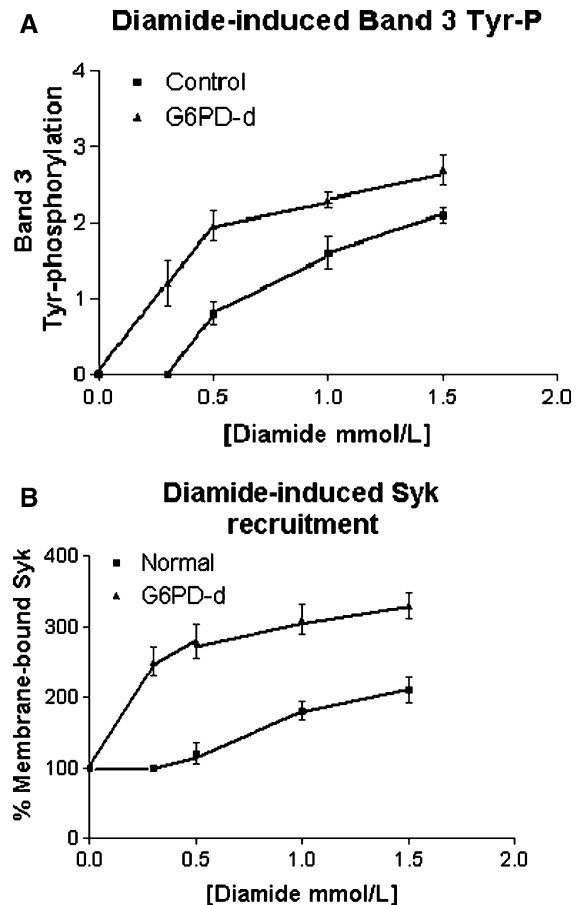 A
Diamide-induced Band 3 Tyr-P
Control
G6PD-d
Band 3
Tyr-phosphorylation
4
3
2
1
0
0.0 0.5 1.0 1.5 2.0
[Diamide mmol/L]
B
Diamide-induced Syk
recruitment
Normal
G6PD-d
% Membrane-bound Syk
400
300
200
100
0
0.0 0.5 1.0 1.5 2.0
[Diamide mmol/L]